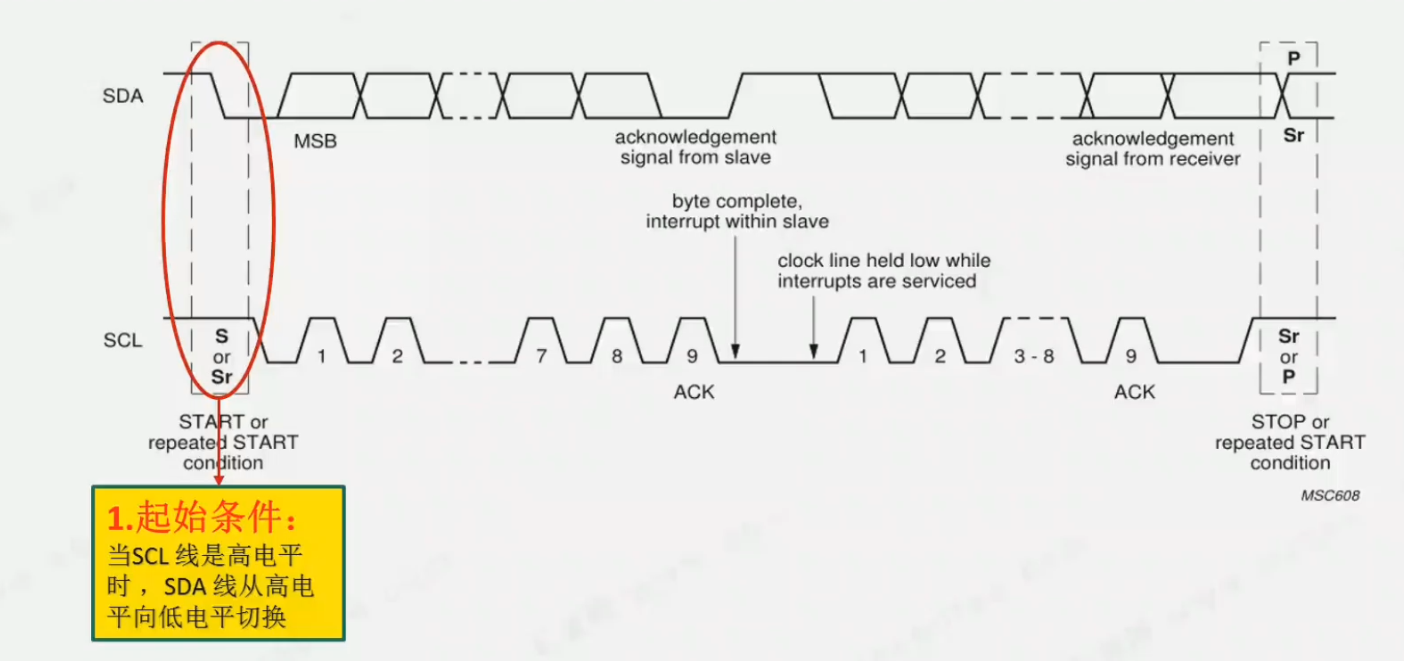 P
SDA
MSB
acknowledgement
signal from slave
acknowledgement
signal from receiver
Sr
byte complete,
interrupt within slave
clock line held low while
interrupts are serviced
SCL
S
or
Sr
1
2
7
8
9
1
2
3 - 8
9
Sr
or
P
ACK
ACK
START or
repeated START
condition
STOP or
repeated START
condition
MSC608
1.起始条件：
当SCL 线是高电平
时 ，SDA 线从高电
平向低电平切换